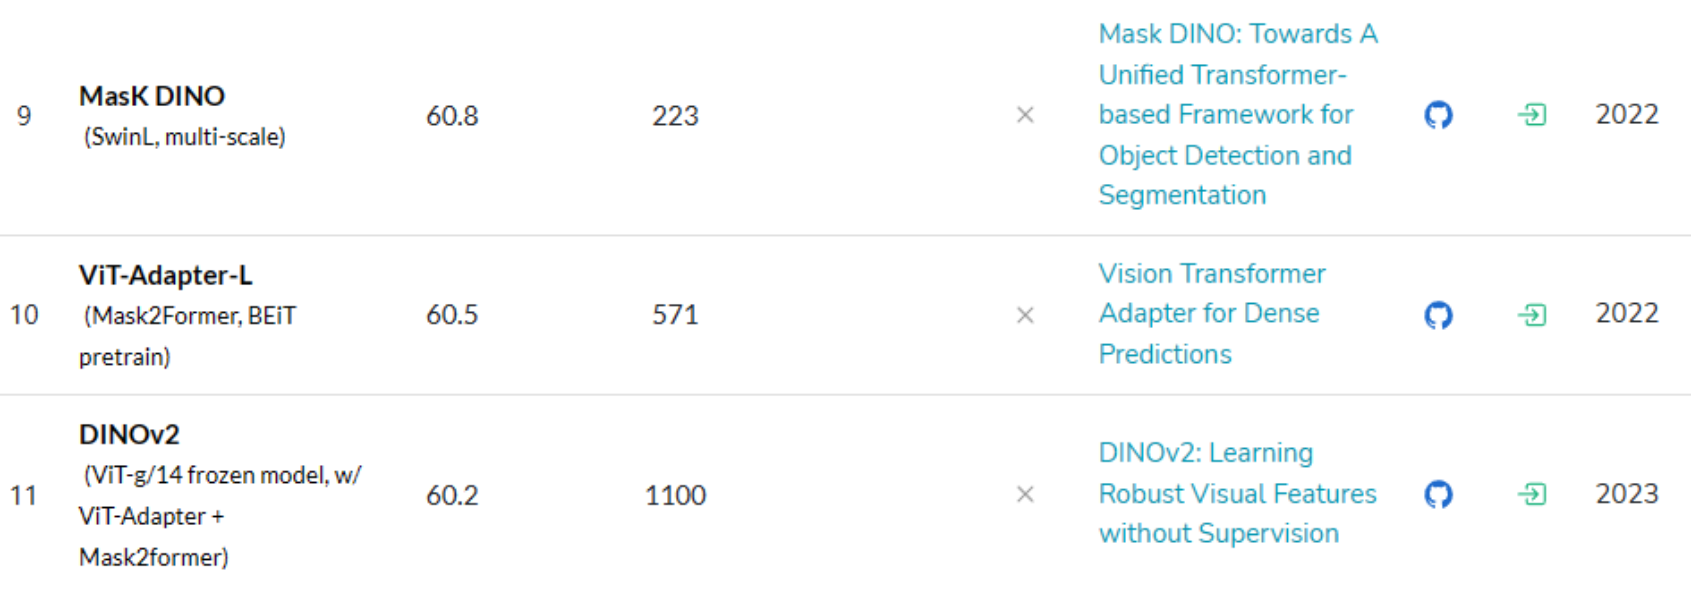 9
MasK DINO
(SwinL, multi-scale)
60.8
223
Mask DINO: Towards A
Unified Transformer-
based Framework for
Object Detection and
Segmentation
2022
10
ViT-Adapter-L
(Mask2Former, BEiT
pretrain)
60.5
571
Vision Transformer
Adapter for Dense
Predictions
2022
11
DINOv2
(ViT-g/14 frozen model, w/
ViT-Adapter +
Mask2former)
60.2
1100
DINOv2: Learning
Robust Visual Features
without Supervision
2023